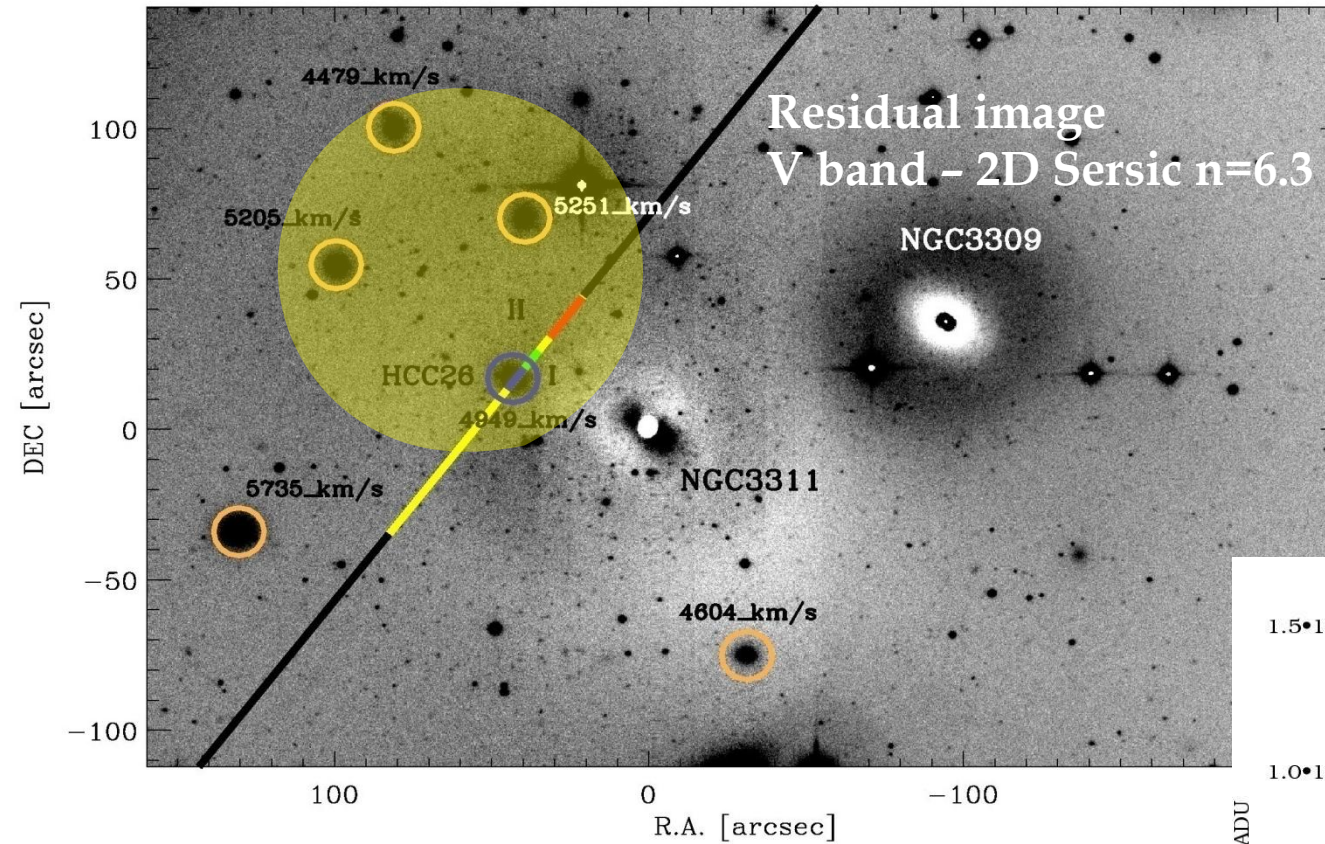 4479_km/s
Residual image
V band – 2D Sersic n=6.3
5205_km/s
5251_km/s
NGC3309
II
HCC26 I
4949_km/s
NGC3311
5735_km/s
4604_km/s
DEC [arcsec]
100
50
0
−50
−100
100 0 −100
R.A. [arcsec]
1.5•1
1.0•1
ADU